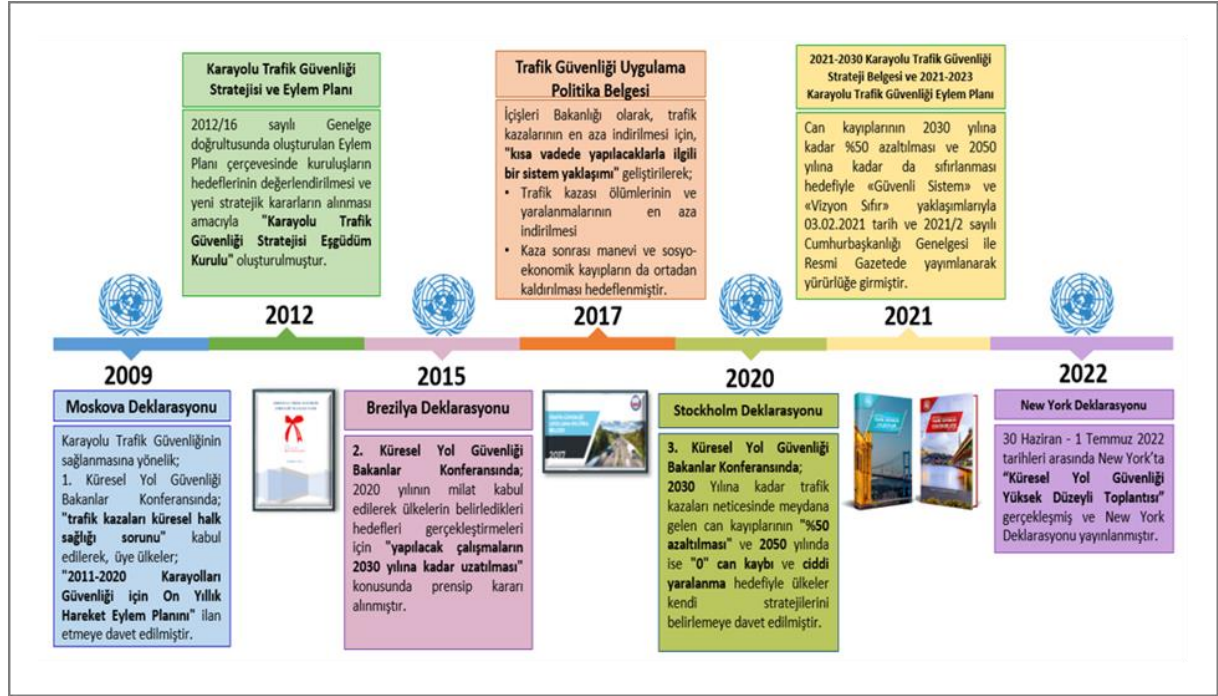 Karayolu Trafik Güvenliği
Stratejisi ve Eylem Planı
2012/16 sayılı Genelge
doğrultusunda oluşturulan Eylem
Planı çerçevesinde kuruluşların
hedeflerinin değerlendirilmesi ve
yeni stratejik kararların alınması
amacıyla "Karayolu Trafik
Güvenliği Stratejisi Eşgüdüm
Kurulu" oluşturulmuştur.
Trafik Güvenliği Uygulama
Politika Belgesi
İçişleri Bakanlığı olarak, trafik
kazalarının en aza indirilmesi için,
"kısa vadede yapılacaklarla ilgili
bir sistem yaklaşımı" geliştirilerek;
• Trafik kazası ölümlerinin ve
yaralanmalarının en aza
indirilmesi
• Kaza sonrası manevi ve sosyo-
ekonomik kayıpların da ortadan
kaldırılması hedeflenmiştir.
2021-2030 Karayolu Trafik Güvenliği
Strateji Belgesi ve 2021-2023
Karayolu Trafik Güvenliği Eylem Planı
Can kayıplarının 2030 yılına
kadar %50 azaltılması ve 2050
yılına kadar da sıfırlanması
hedefiyle «Güvenli Sistem» ve
«Vizyon Sıfır» yaklaşımlarıyla
03.02.2021 tarih ve 2021/2 sayılı
Cumhurbaşkanlığı Genelgesi ile
Resmi Gazetede yayımlanarak
yürürlüğe girmiştir.
2012
2017
2021
2009
2015
2020
2022
Moskova Deklarasyonu
Karayolu Trafik Güvenliğinin
sağlanmasına yönelik;
1. Küresel Yol Güvenliği
Bakanlar Konferansında;
"trafik kazaları küresel halk
sağlığı sorunu" kabul
edilerek, üye ülkeler;
"2011-2020 Karayolları
Güvenliği için On Yıllık
Hareket Eylem Planını" ilan
etmeye davet edilmiştir.
Brezilya Deklarasyonu
2. Küresel Yol Güvenliği
Bakanlar Konferansında;
2020 yılının milat kabul
edilerek ülkelerin belirledikleri
hedefleri gerçekleştirmeleri
için "yapılacak çalışmaların
2030 yılına kadar uzatılması"
konusunda prensip kararı
alınmıştır.
2017
Stockholm Deklarasyonu
3. Küresel Yol Güvenliği
Bakanlar Konferansında;
2030 Yılına kadar trafik
kazaları neticesinde meydana
gelen can kayıplarının "%50
azaltılması" ve 2050 yılında
ise "0" can kaybı ve ciddi
yaralanma hedefiyle ülkeler
kendi stratejilerini
belirlemeye davet edilmiştir.
New York Deklarasyonu
30 Haziran - 1 Temmuz 2022
tarihleri arasında New York'ta
"Küresel Yol Güvenliği
Yüksek Düzeyli Toplantısı"
gerçekleşmiş ve New York
Deklarasyonu yayınlanmıştır.